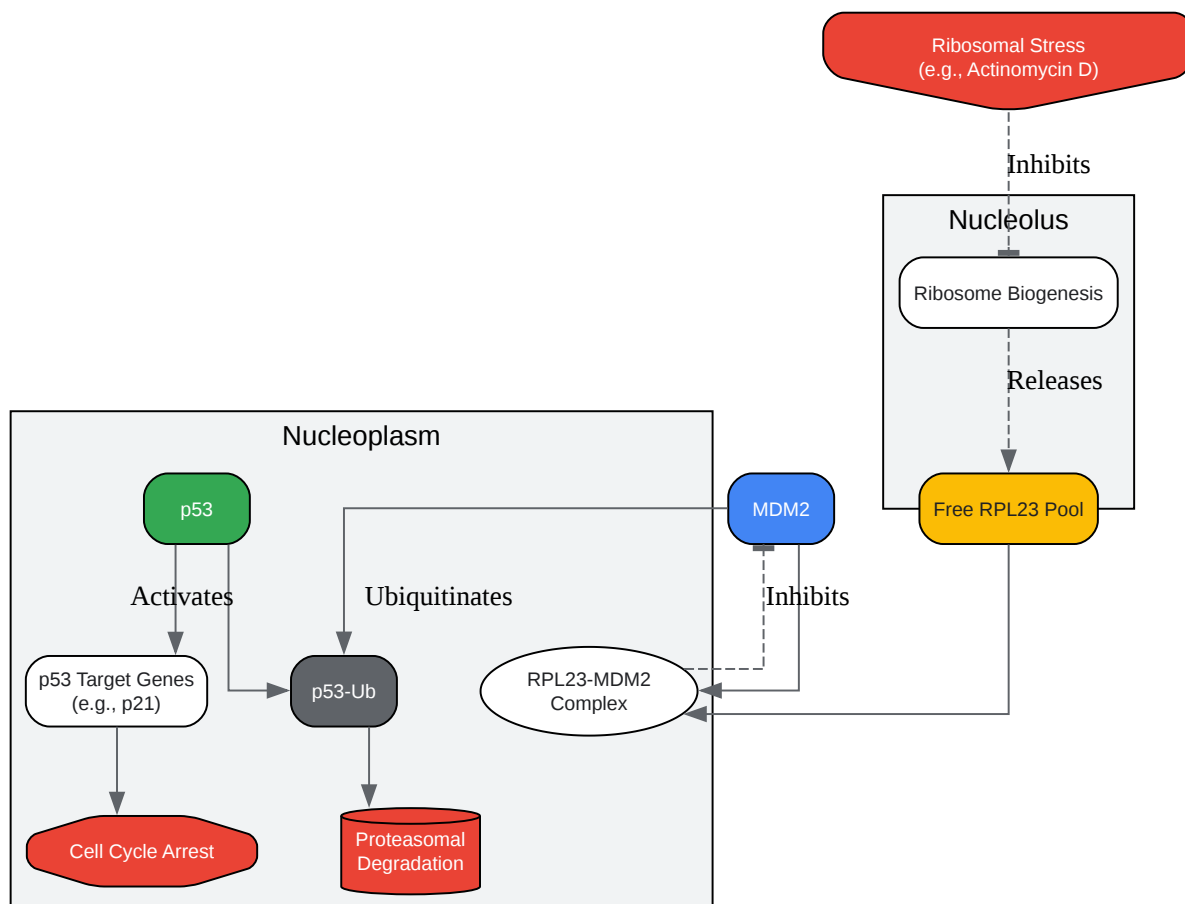 Ribosomal Stress
(e.g., Actinomycin D)
Inhibits
Nucleolus
Ribosome Biogenesis
Releases
Nucleoplasm
p53
MDM2
Free RPL23 Pool
Activates
Ubiquitinates
Inhibits
p53 Target Genes
(e.g., p21)
p53-Ub
RPL23-MDM2
Complex
Cell Cycle Arrest
Proteasomal
Degradation